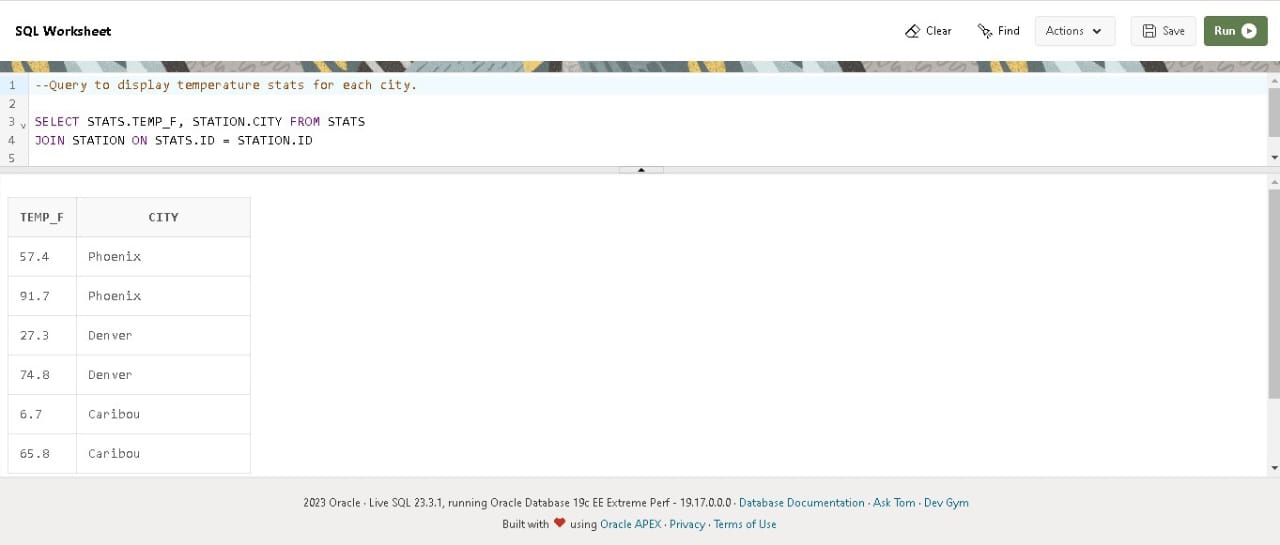 SQL Worksheet
Clear
Find
Actions
Save
Run
1 --Query to display temperature stats for each city.
2
3 SELECT STATS.TEMP_F, STATION.CITY FROM STATS
4 JOIN STATION ON STATS.ID = STATION.ID
5
TEMP_F CITY
57.4 Phoenix
91.7 Phoenix
27.3 Denver
74.8 Denver
6.7 Caribou
65.8 Caribou
2023 Oracle · Live SQL 23.3.1, running Oracle Database 19c EE Extreme Perf - 19.17.0.0.0 · Database Documentation · Ask Tom · Dev Gym
Built with ❤ using Oracle APEX · Privacy · Terms of Use